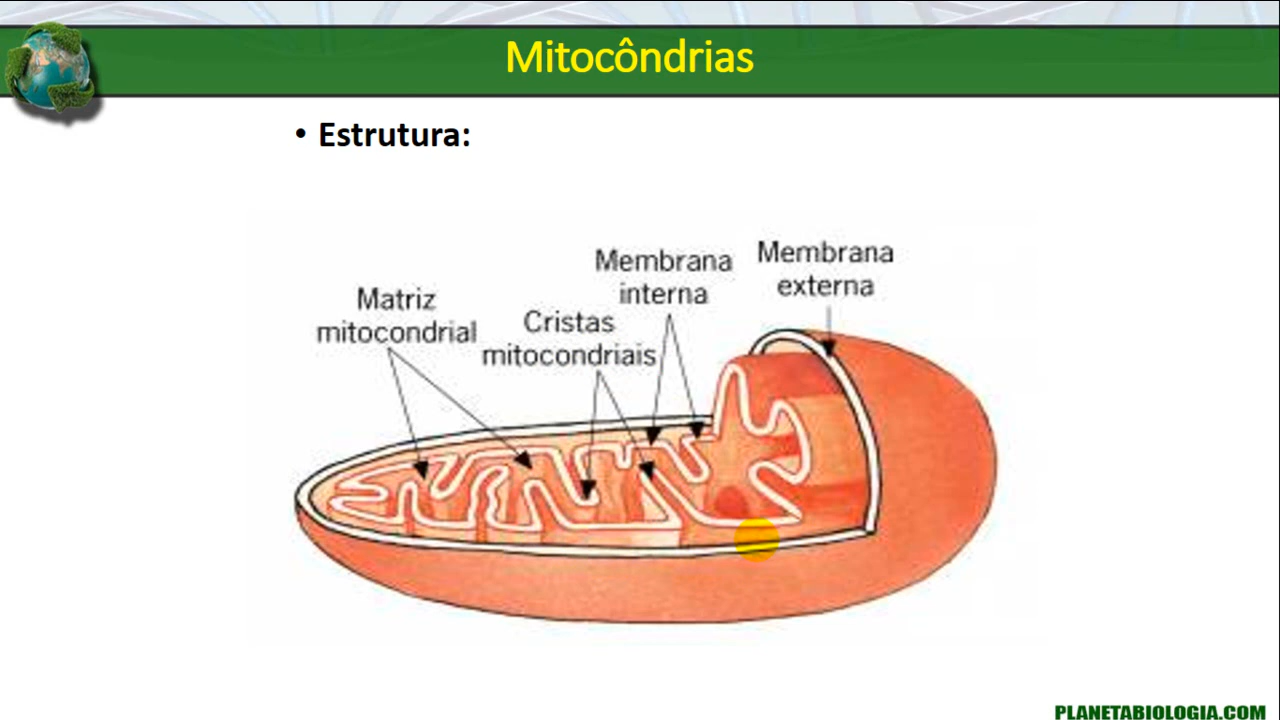 Mitocôndrias
• Estrutura:
Membrana
interna
Membrana
externa
Matriz
mitocondrial
Cristas
mitocondriais
PLANETABIOLOGIA.COM